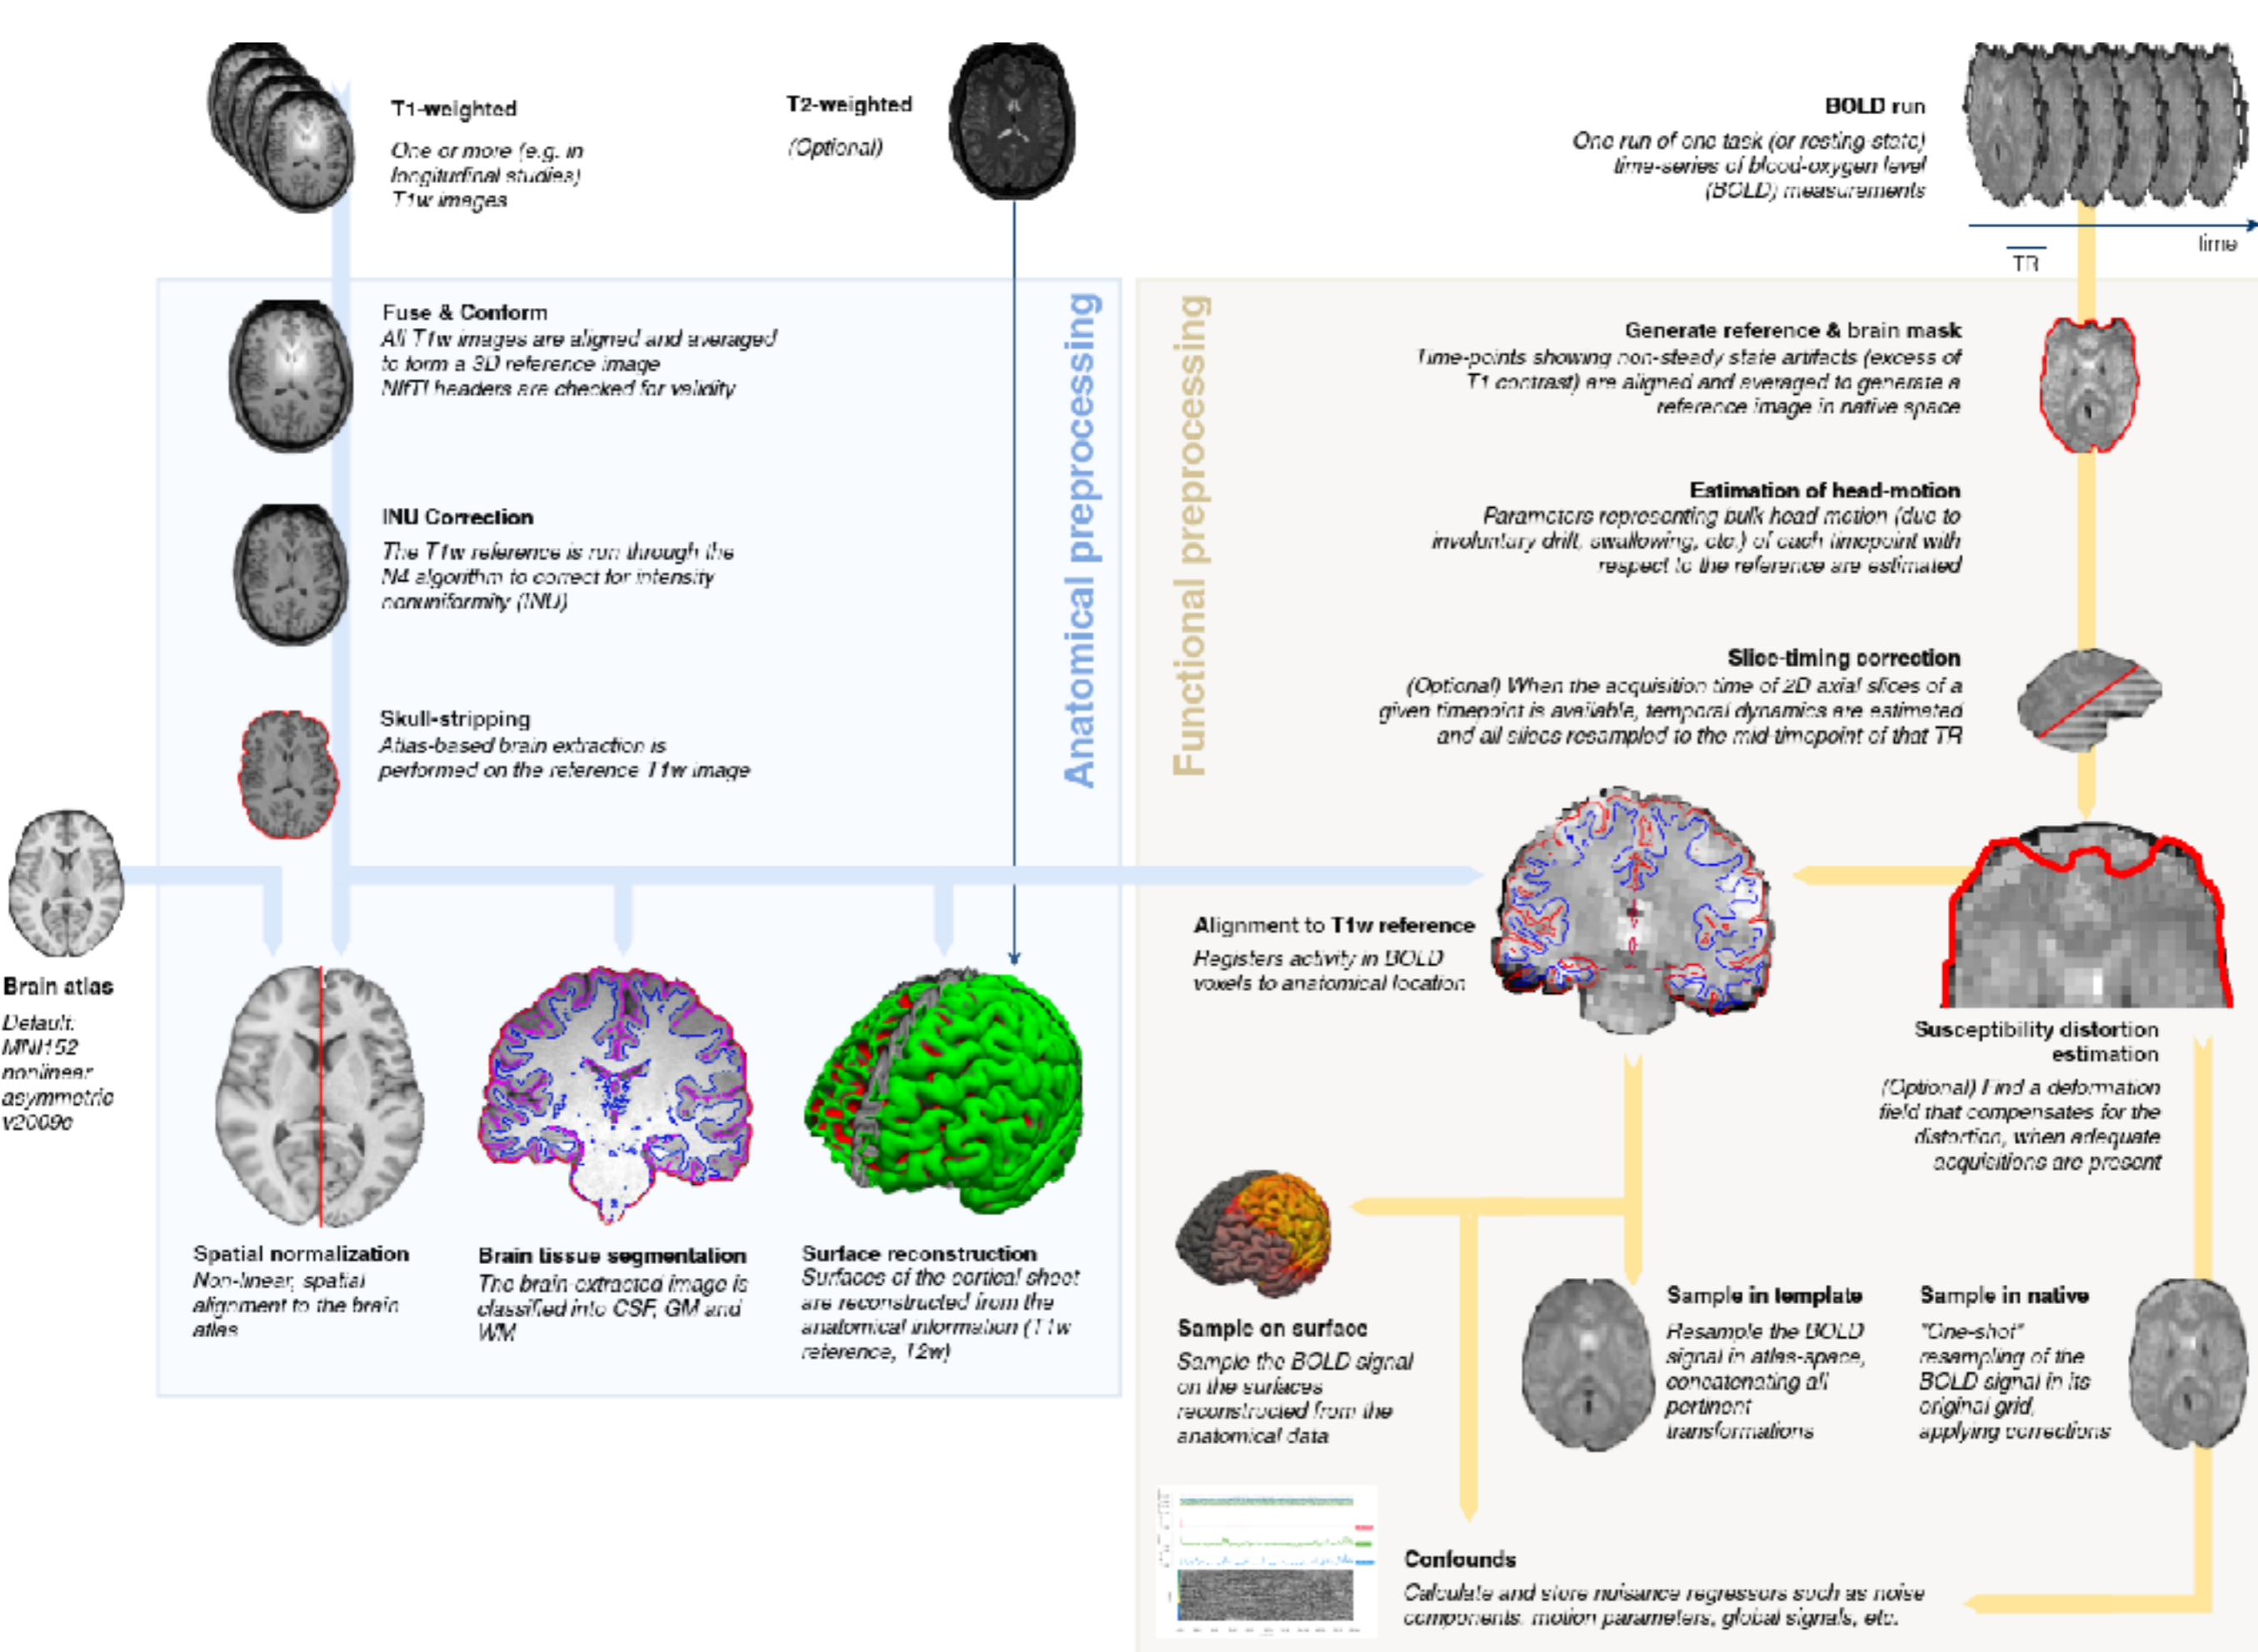 T1-weighted
One or more (e.g. in
longitudinal studies)
T1w images
T2-weighted
(Optional)
BOLD run
One run of one task (or resting-state)
time-series of blood-oxygen level
(BOLD) measurements
time
TR
Anatomical preprocessing
Fuse & Conform
All T1w images are aligned and averaged
to form a 3D reference image
NIfTI headers are checked for validity
INU Correction
The T1w reference is run through the
N4 algorithm to correct for intensity
nonuniformity (INU)
Skull-stripping
Atlas-based brain extraction is
performed on the reference T1w image
Brain atlas
Default:
MNI152
nonlinear
asymmetric
v2009c
Spatial normalization
Non-linear, spatial
alignment to the brain
atlas
Brain tissue segmentation
The brain-extracted image is
classified into CSF, GM and
WM
Surface reconstruction
Surfaces of the cortical sheet
are reconstructed from the
anatomical information (T1w
reference, T2w)
Functional preprocessing
Generate reference & brain mask
Time-points showing non-steady state artifacts (excess of
T1 contrast) are aligned and averaged to generate a
reference image in native space
Estimation of head-motion
Parameters representing bulk head motion (due to
involuntary drift, swallowing, etc.) of each timepoint with
respect to the reference are estimated
Slice-timing correction
(Optional) When the acquisition time of 2D axial slices of a
given timepoint is available, temporal dynamics are estimated
and all slices resampled to the mid-timepoint of that TR
Alignment to T1w reference
Registers activity in BOLD
voxels to anatomical location
Susceptibility distortion
estimation
(Optional) Find a deformation
field that compensates for the
distortion, when adequate
acquisitions are present
Sample on surface
Sample the BOLD signal
on the surfaces
reconstructed from the
anatomical data
Sample in template
Resample the BOLD
signal in atlas-space,
concatenating all
pertinent
transformations
Sample in native
"One-shot"
resampling of the
BOLD signal in its
original grid,
applying corrections
Confounds
Calculate and store nuisance regressors such as noise
components, motion parameters, global signals, etc.